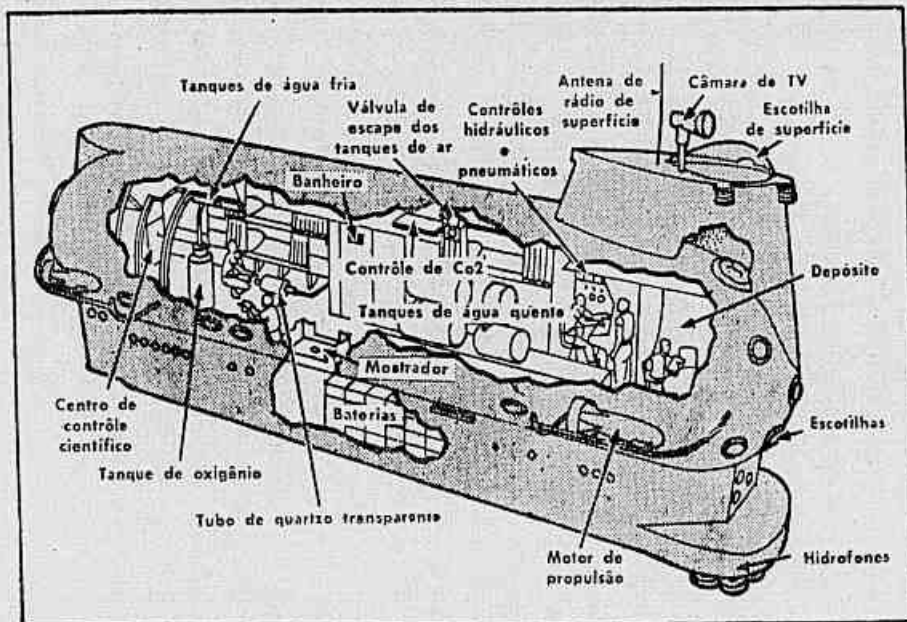 Tanques de água fria
Válvula de
escape dos
tanques de ar
Contrôles
hidráulicos
e
pneumáticos
Antena de
rádio de
superfície
Câmara de TV
Escotilha
de superfície
Banheiro
Contrôle de Co2
Depósito
Tanques de água quente
Mostrador
Baterias
Centro de
contrôle
científico
Escotilhas
Tanque de oxigênio
Tubo de quartzo transparente
Motor de
propulsão
Hidrofones